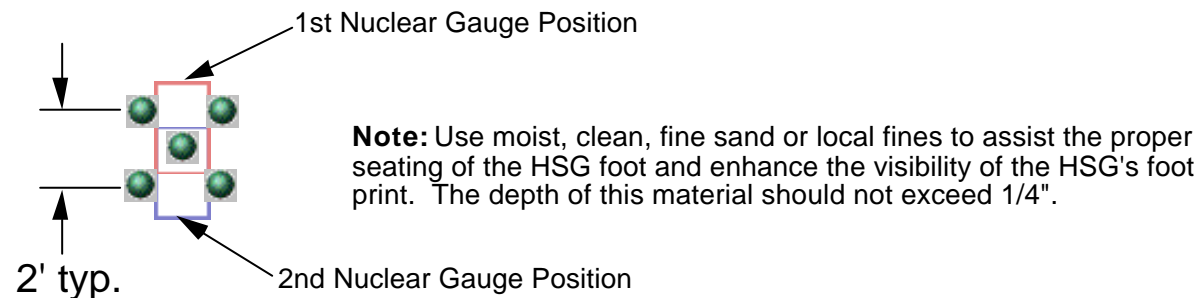 1st Nuclear Gauge Position
Note: Use moist, clean, fine sand or local fines to assist the proper
seating of the HSG foot and enhance the visibility of the HSG's foot
print. The depth of this material should not exceed 1/4".
2' typ.
2nd Nuclear Gauge Position